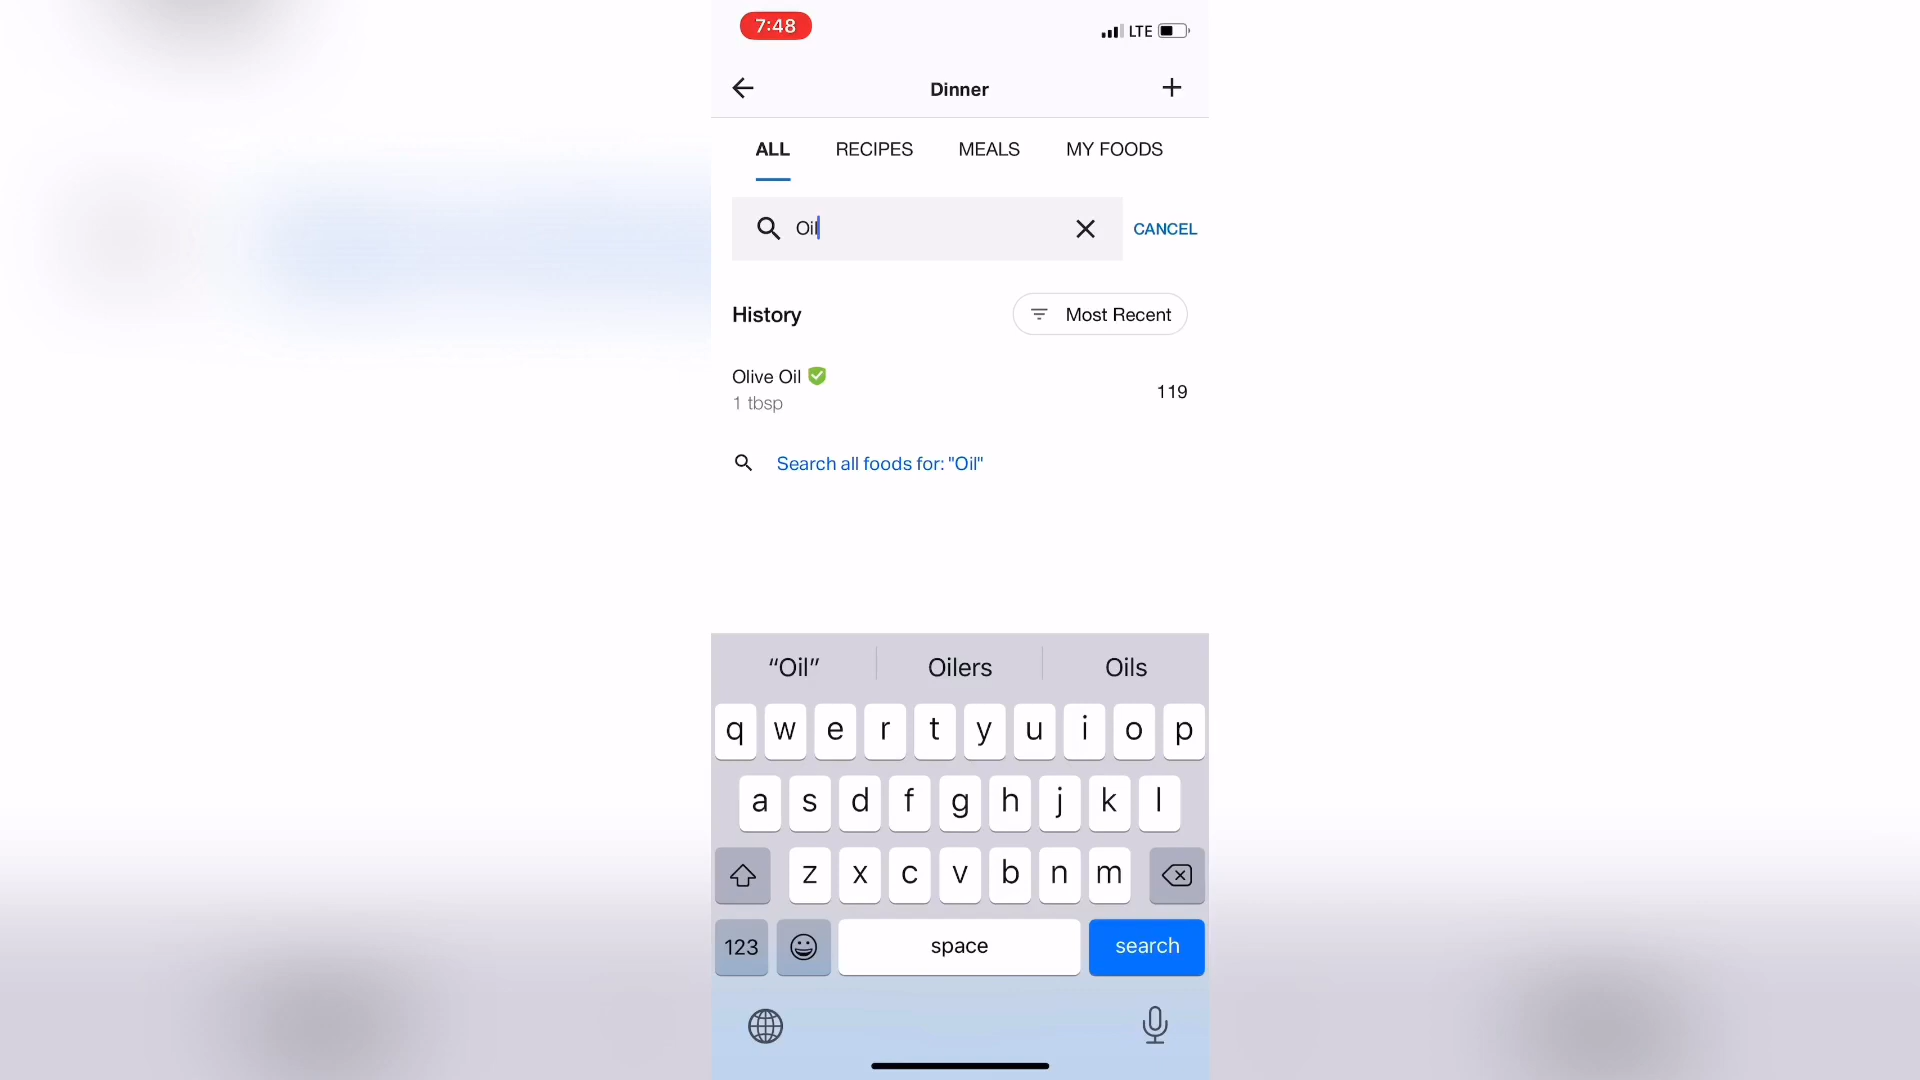 7:48
LTE
Dinner
ALL RECIPES MEALS MY FOODS
Oil
CANCEL
History
Most Recent
Olive Oil
1 tbsp
119
Search all foods for: "Oil"
“Oil” Oilers Oils
q w e r t y u i o p
a s d f g h j k l
z x c v b n m
123 space search